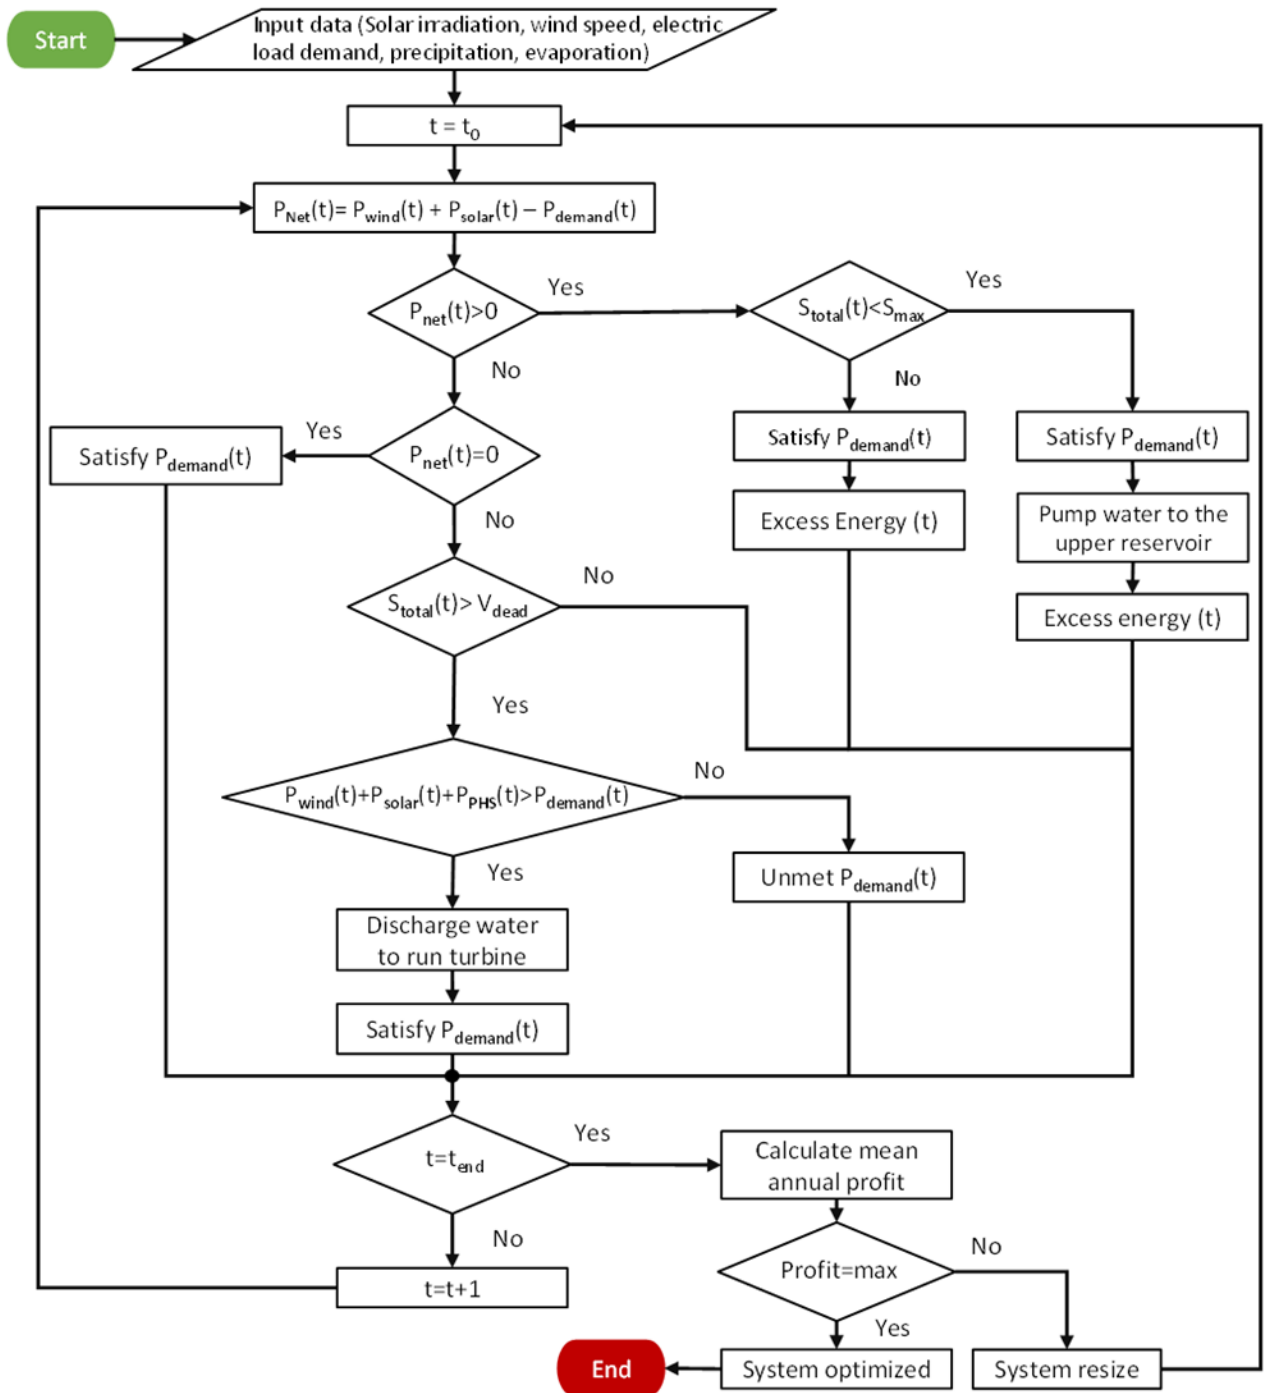 Start
Input data (Solar irradiation, wind speed, electric
load demand, precipitation, evaporation)
t = t0
PNet(t)= Pwind(t) + Psolar(t) − Pdemand(t)
Pnet(t)>0
Yes
Stotal(t)<Smax
Yes
No
No
Satisfy Pdemand(t)
Yes
Pnet(t)=0
Satisfy Pdemand(t)
Satisfy Pdemand(t)
Excess Energy (t)
Pump water to the
upper reservoir
No
Stotal(t)> Vdead
No
Excess energy (t)
Yes
Pwind(t)+Psolar(t)+PPHS(t)>Pdemand(t)
No
Unmet Pdemand(t)
Yes
Discharge water
to run turbine
Satisfy Pdemand(t)
t=tend
Yes
Calculate mean
annual profit
No
t=t+1
Profit=max
No
Yes
End
System optimized
System resize